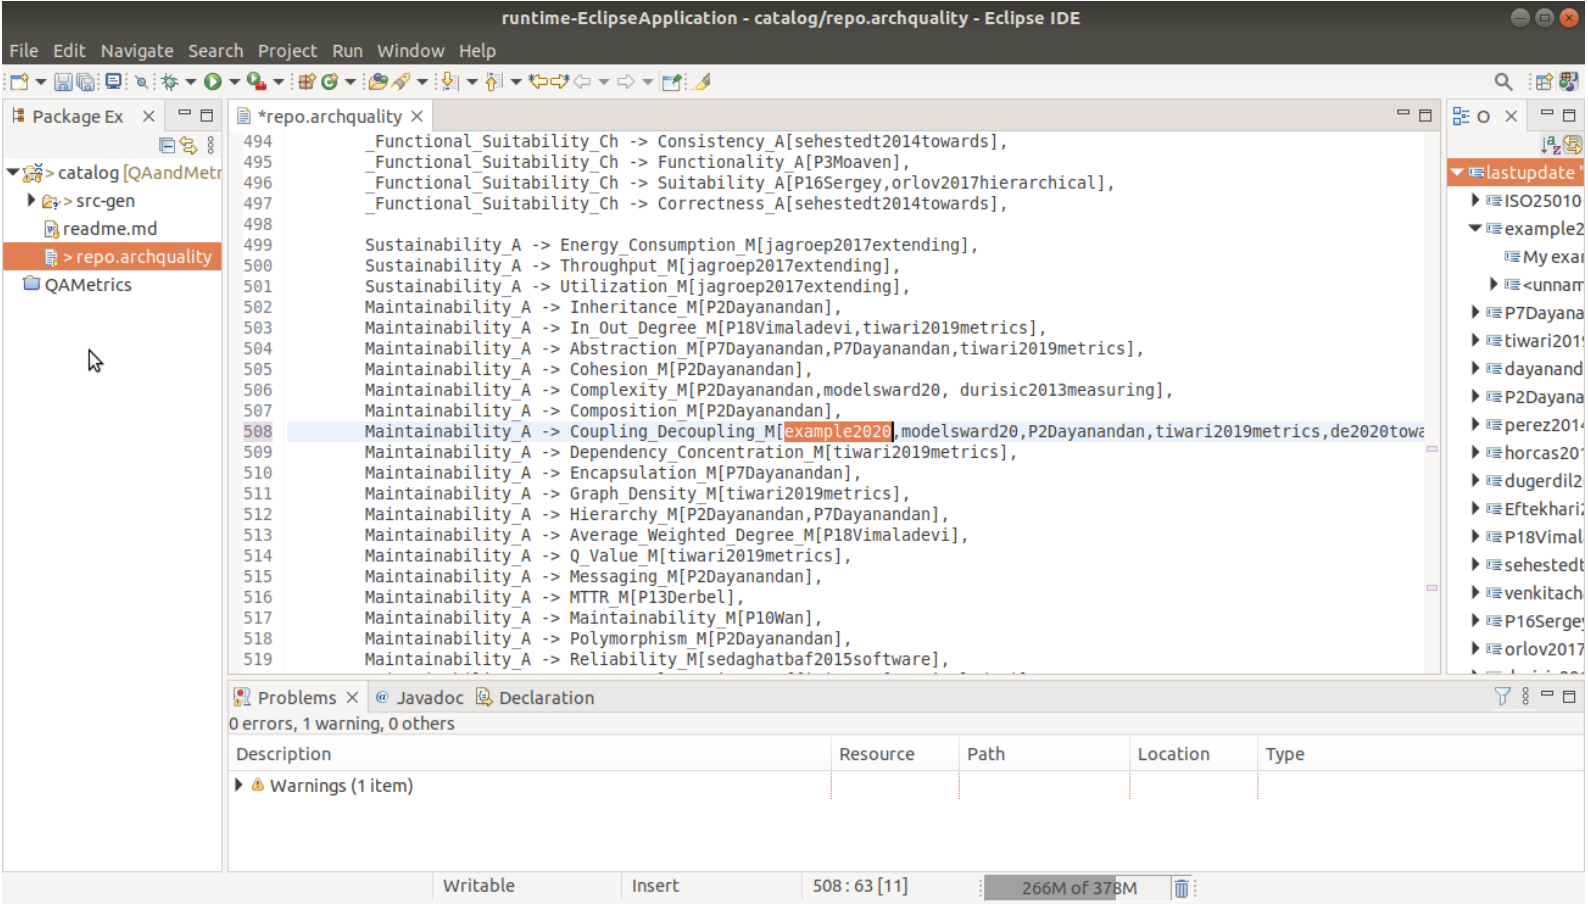 runtime-EclipseApplication - catalog/repo.archquality - Eclipse IDE
File Edit Navigate Search Project Run Window Help
Package Ex
*repo.archquality
O
> catalog [QAandMetr
> src-gen
readme.md
> repo.archquality
QAMetrics
494 _Functional_Suitability_Ch -> Consistency_A[sehestedt2014towards],
495 _Functional_Suitability_Ch -> Functionality_A[P3Moaven],
496 _Functional_Suitability_Ch -> Suitability_A[P16Sergey,orlov2017hierarchical],
497 _Functional_Suitability_Ch -> Correctness_A[sehestedt2014towards],
498
499 Sustainability_A -> Energy_Consumption_M[jagroep2017extending],
500 Sustainability_A -> Throughput_M[jagroep2017extending],
501 Sustainability_A -> Utilization_M[jagroep2017extending],
502 Maintainability_A -> Inheritance_M[P2Dayanandan],
503 Maintainability_A -> In_Out_Degree_M[P18Vimaladevi,tiwari2019metrics],
504 Maintainability_A -> Abstraction_M[P7Dayanandan,P7Dayanandan,tiwari2019metrics],
505 Maintainability_A -> Cohesion_M[P2Dayanandan],
506 Maintainability_A -> Complexity_M[P2Dayanandan,modelsward20, durisic2013measuring],
507 Maintainability_A -> Composition_M[P2Dayanandan],
508 Maintainability_A -> Coupling_Decoupling_M[example2020,modelsward20,P2Dayanandan,tiwari2019metrics,de2020towa
509 Maintainability_A -> Dependency_Concentration_M[tiwari2019metrics],
510 Maintainability_A -> Encapsulation_M[P7Dayanandan],
511 Maintainability_A -> Graph_Density_M[tiwari2019metrics],
512 Maintainability_A -> Hierarchy_M[P2Dayanandan,P7Dayanandan],
513 Maintainability_A -> Average_Weighted_Degree_M[P18Vimaladevi],
514 Maintainability_A -> Q_Value_M[tiwari2019metrics],
515 Maintainability_A -> Messaging_M[P2Dayanandan],
516 Maintainability_A -> MTTR_M[P13Derbel],
517 Maintainability_A -> Maintainability_M[P10Wan],
518 Maintainability_A -> Polymorphism_M[P2Dayanandan],
519 Maintainability_A -> Reliability_M[sedaghatbaf2015software],
lastupdate '
ISO25010
example2
My exar
<unnam
P7Dayana
tiwari2019
dayanand
P2Dayana
perez2014
horcas201
dugerdil2
Eftekhari2
P18Vimal
sehestedt
venkitach
P16Sergey
orlov2017
Problems
@ Javadoc
Declaration
0 errors, 1 warning, 0 others
Description Resource Path Location Type
Warnings (1 item)
Writable Insert 508 : 63 [11] 266M of 378M